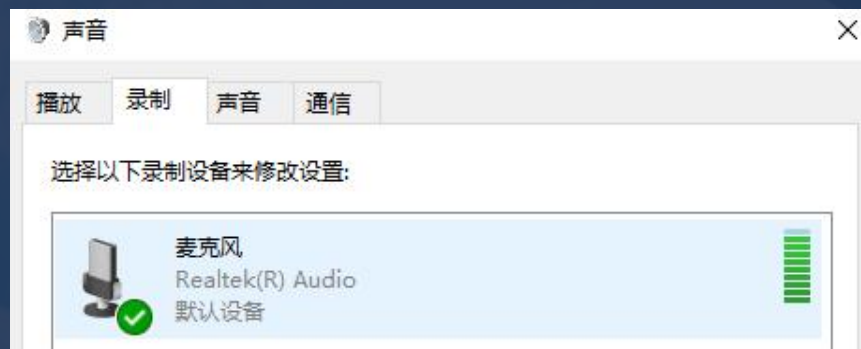 声音
播放 录制 声音 通信
选择以下录制设备来修改设置:
麦克风
Realtek(R) Audio
默认设备